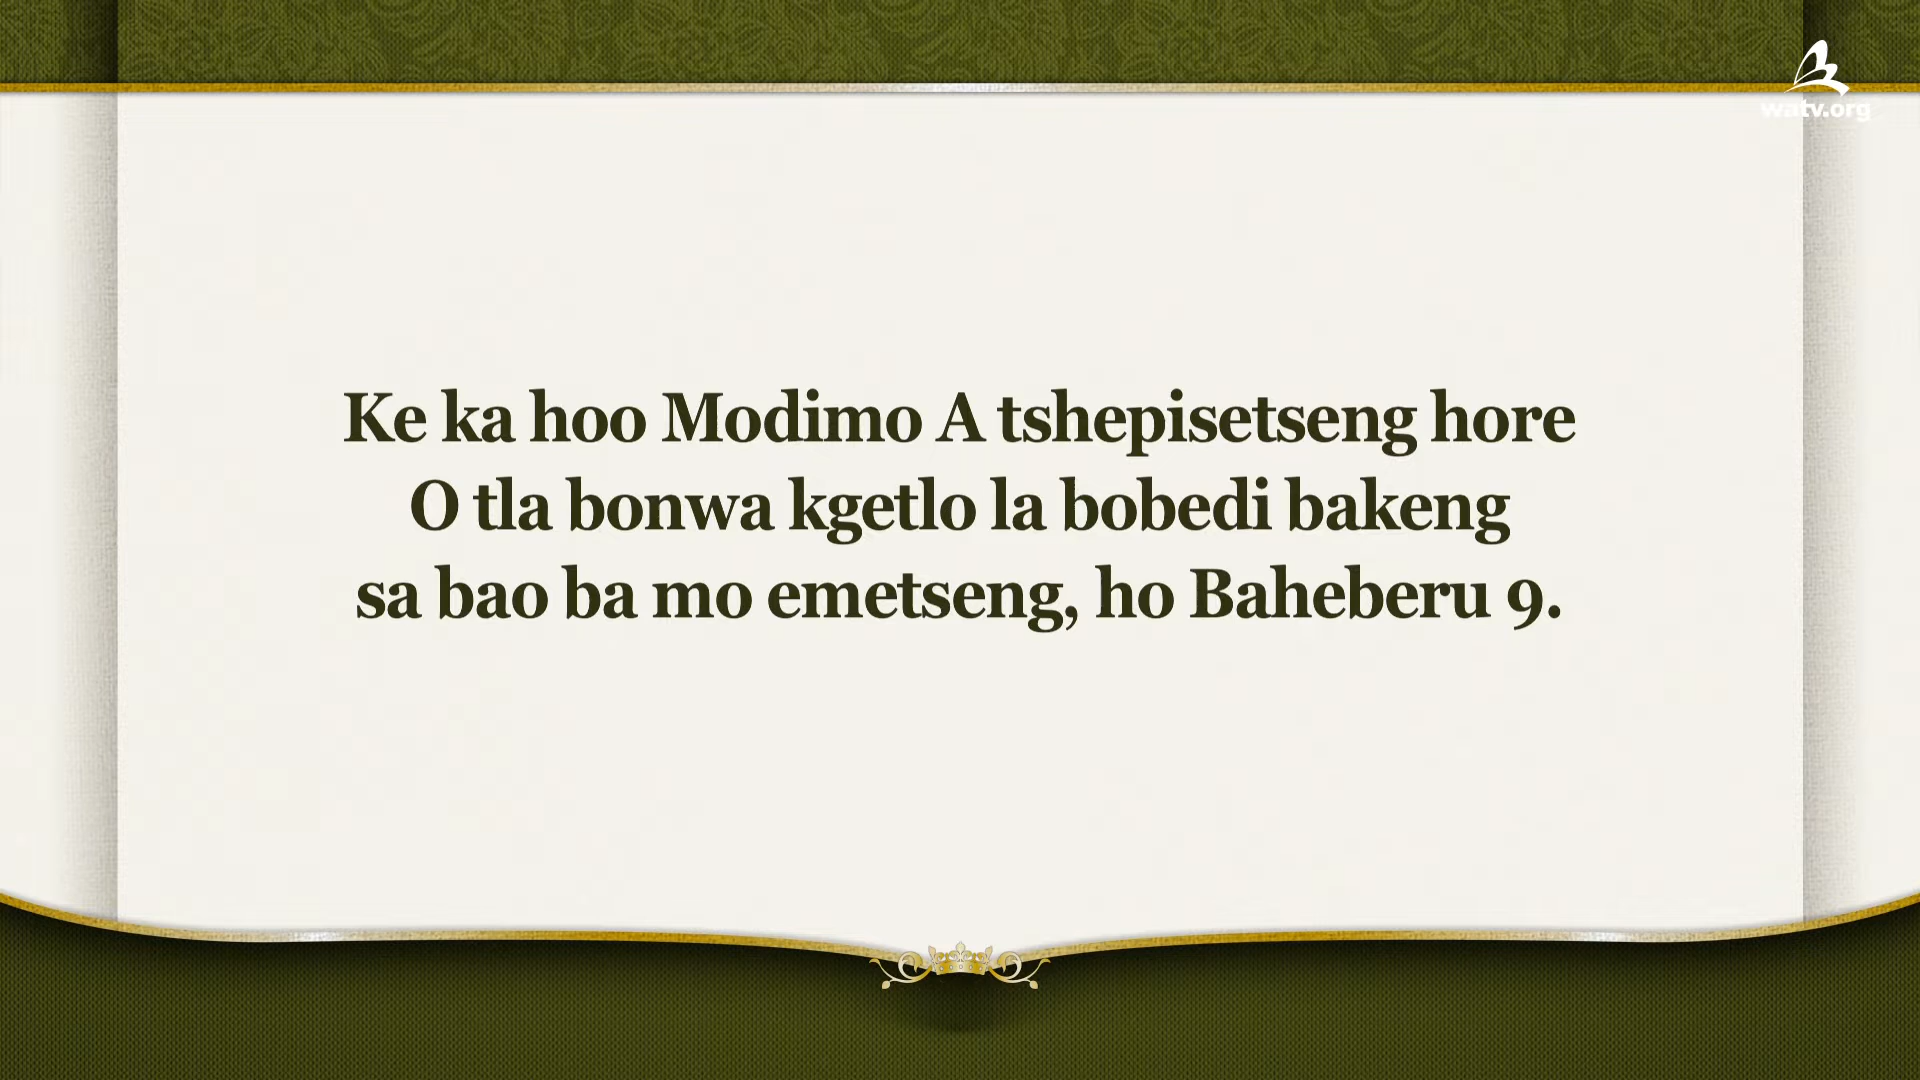 watv.org
Ke ka hoo Modimo A tshepisetseng hore
O tla bonwa kgetlo la bobedi bakeng
sa bao ba mo emetseng, ho Baheberu 9.